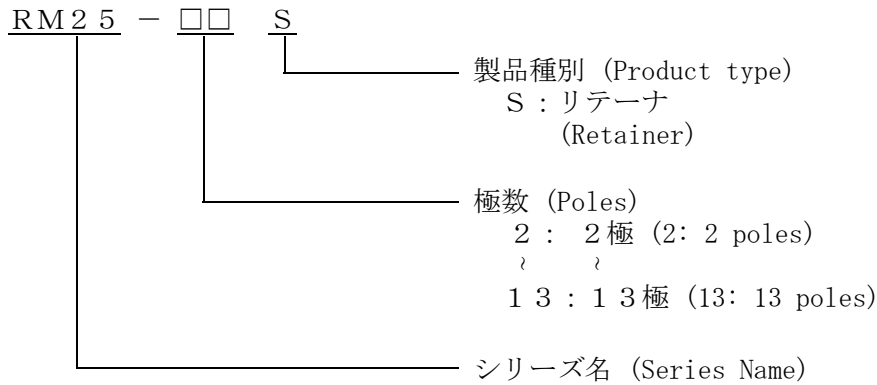 ＲＭ２５ － □□ Ｓ
製品種別 (Product type)
Ｓ：リテーナ
(Retainer)
極数 (Poles)
２： ２極 (2: 2 poles)
～ ～
１３：１３極 (13: 13 poles)
シリーズ名 (Series Name)